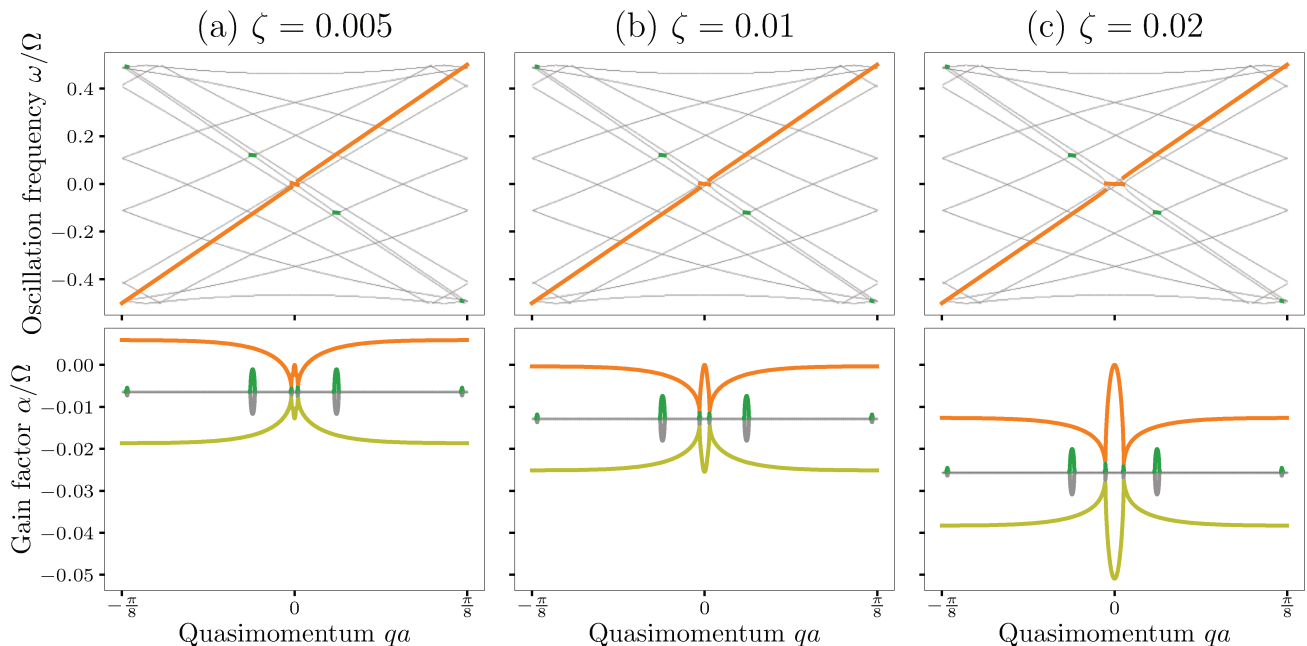 (a) ζ = 0.005
(b) ζ = 0.01
(c) ζ = 0.02
Oscillation frequency ω/Ω
0.4
0.2
0.0
−0.2
−0.4
Gain factor α/Ω
0.00
−0.01
−0.02
−0.03
−0.04
−0.05
−π/8
0
π/8
−π/8
0
π/8
−π/8
0
π/8
Quasimomentum qa
Quasimomentum qa
Quasimomentum qa